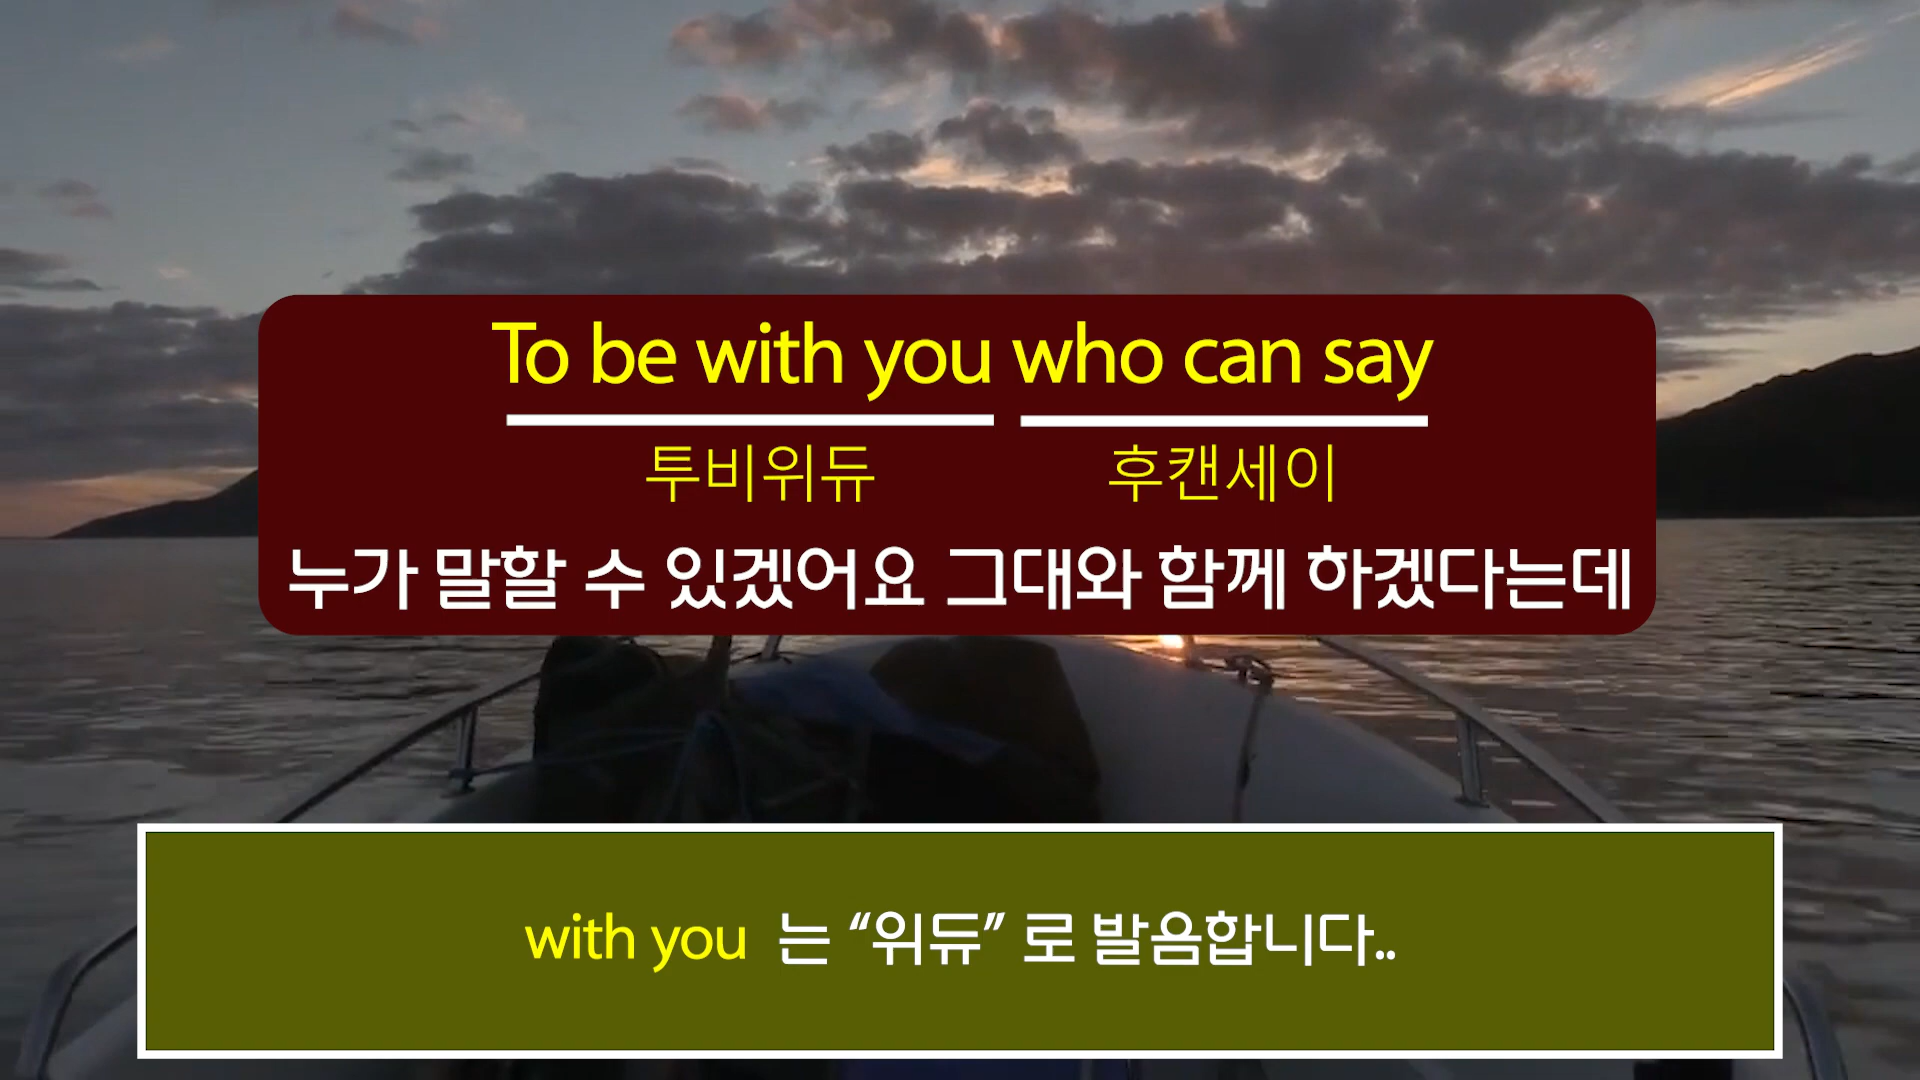 To be with you who can say
투비위듀 후캔세이
누가 말할 수 있겠어요 그대와 함께 하겠다는데
with you 는 “위듀” 로 발음합니다..